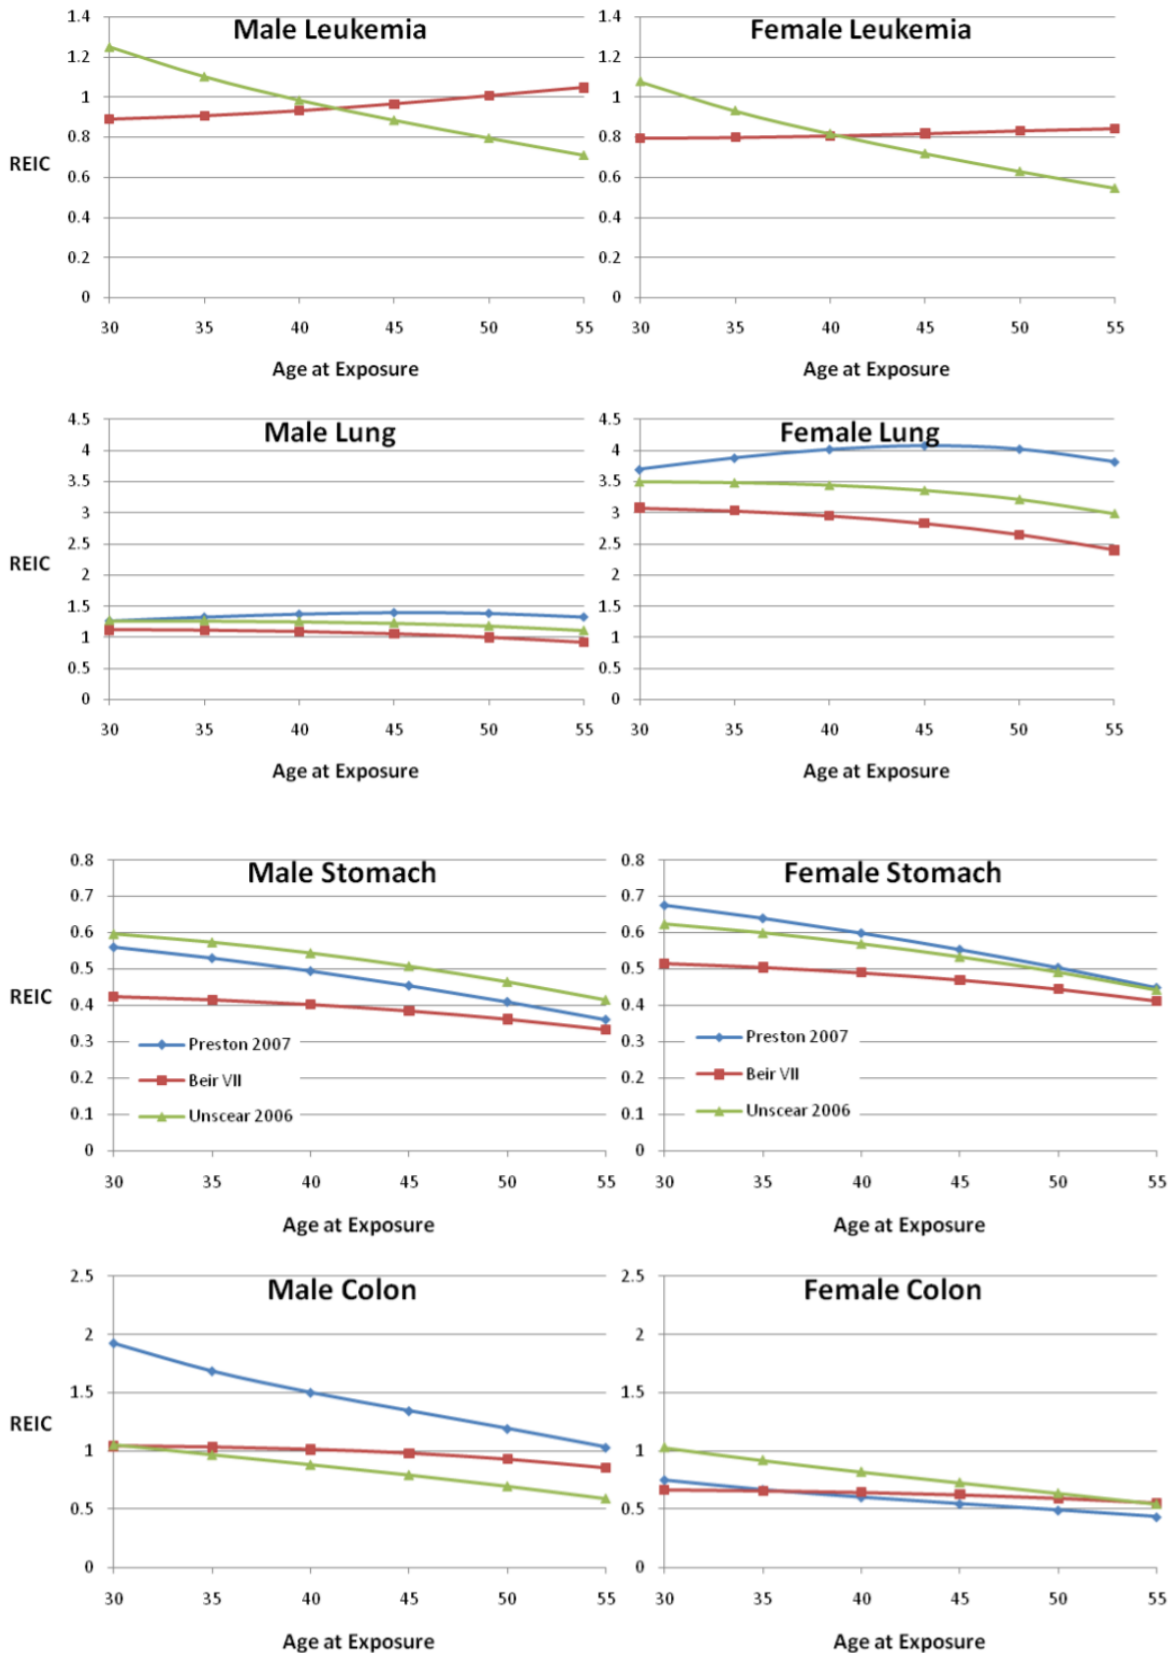 Male Leukemia
1.4
1.2
1
0.8
0.6
0.4
0.2
0
REIC
30 35 40 45 50 55
Age at Exposure
Female Leukemia
1.4
1.2
1
0.8
0.6
0.4
0.2
0
30 35 40 45 50 55
Age at Exposure
Male Lung
4.5
4
3.5
3
2.5
2
1.5
1
0.5
0
REIC
30 35 40 45 50 55
Age at Exposure
Female Lung
4.5
4
3.5
3
2.5
2
1.5
1
0.5
0
30 35 40 45 50 55
Age at Exposure
Male Stomach
0.8
0.7
0.6
0.5
0.4
0.3
0.2
0.1
0
REIC
Preston 2007
Beir VII
Unscear 2006
30 35 40 45 50 55
Age at Exposure
Female Stomach
0.8
0.7
0.6
0.5
0.4
0.3
0.2
0.1
0
Preston 2007
Beir VII
Unscear 2006
30 35 40 45 50 55
Age at Exposure
Male Colon
2.5
2
1.5
1
0.5
0
REIC
30 35 40 45 50 55
Age at Exposure
Female Colon
2.5
2
1.5
1
0.5
0
30 35 40 45 50 55
Age at Exposure